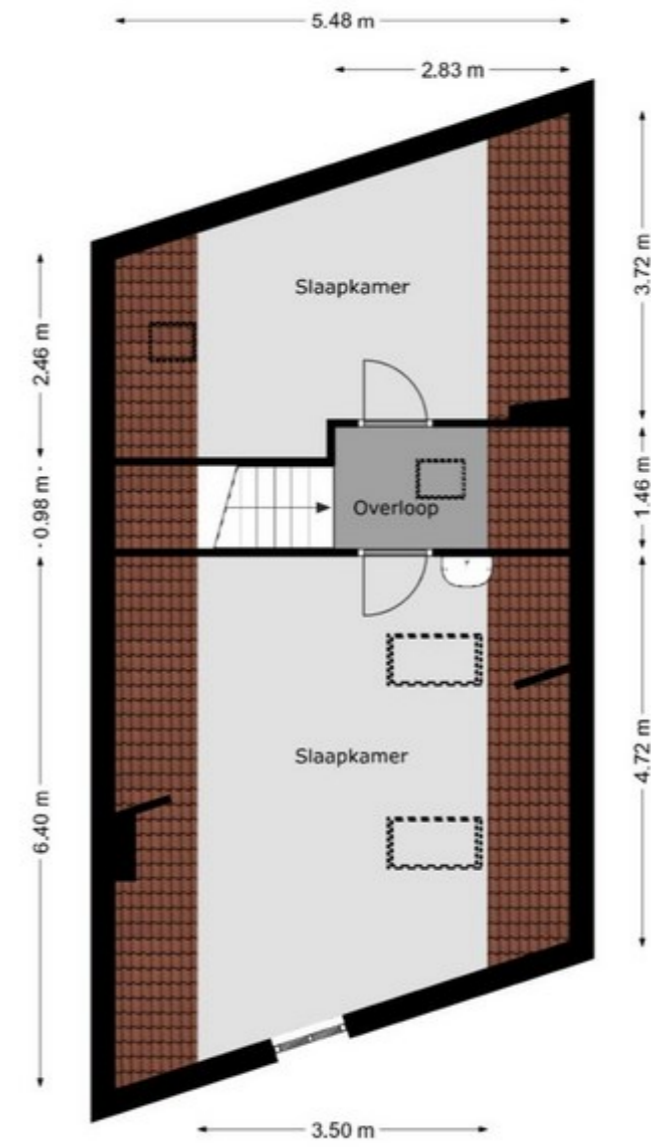 5.48 m
2.83 m
3.72 m
Slaapkamer
2.46 m
1.46 m
0.98 m
Overloop
4.72 m
Slaapkamer
6.40 m
3.50 m